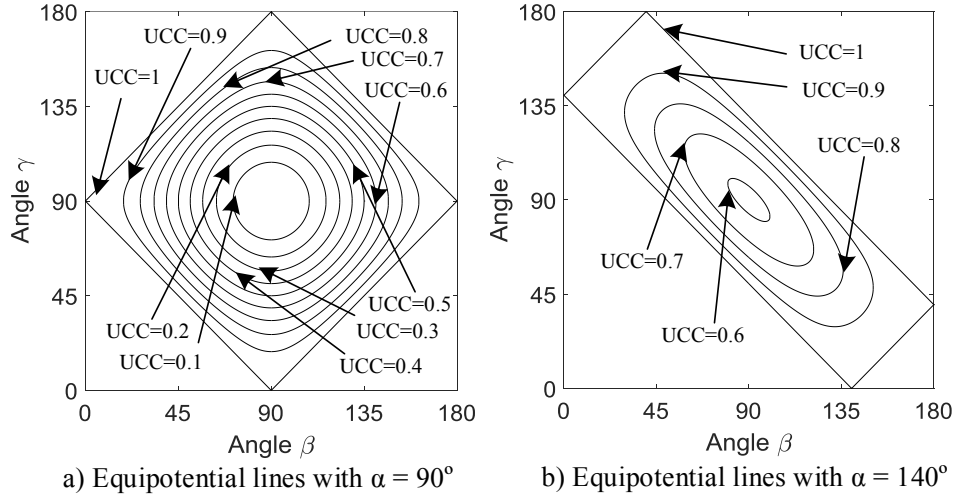 180
135
90
45
0
0
45
90
135
180
Angle γ
Angle β
UCC=0.9
UCC=1
UCC=0.8
UCC=0.7
UCC=0.6
UCC=0.5
UCC=0.2
UCC=0.3
UCC=0.1
UCC=0.4
a) Equipotential lines with α = 90º
180
135
90
45
0
0
45
90
135
180
Angle γ
Angle β
UCC=1
UCC=0.9
UCC=0.8
UCC=0.7
UCC=0.6
b) Equipotential lines with α = 140º